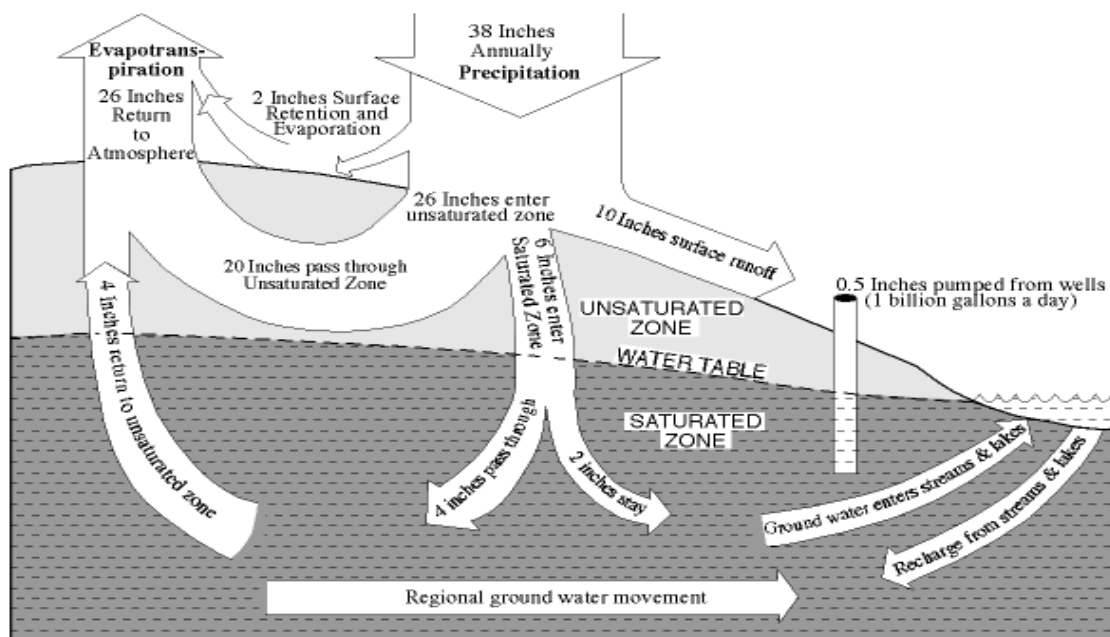 Evapotrans-
piration
26 Inches
Return
to
Atmosphere
2 Inches Surface
Retention and
Evaporation
38 Inches
Annually
Precipitation
26 Inches enter
unsaturated zone
10 Inches surface runoff
20 Inches pass through
Unsaturated Zone
6 Inches enter
Saturated Zone
0.5 Inches pumped from wells
(1 billion gallons a day)
UNSATURATED
ZONE
WATER TABLE
SATURATED
ZONE
4 Inches return to unsaturated zone
4 inches pass through
2 inches stay
Ground water enters streams & lakes
Recharge from streams & lakes
Regional ground water movement